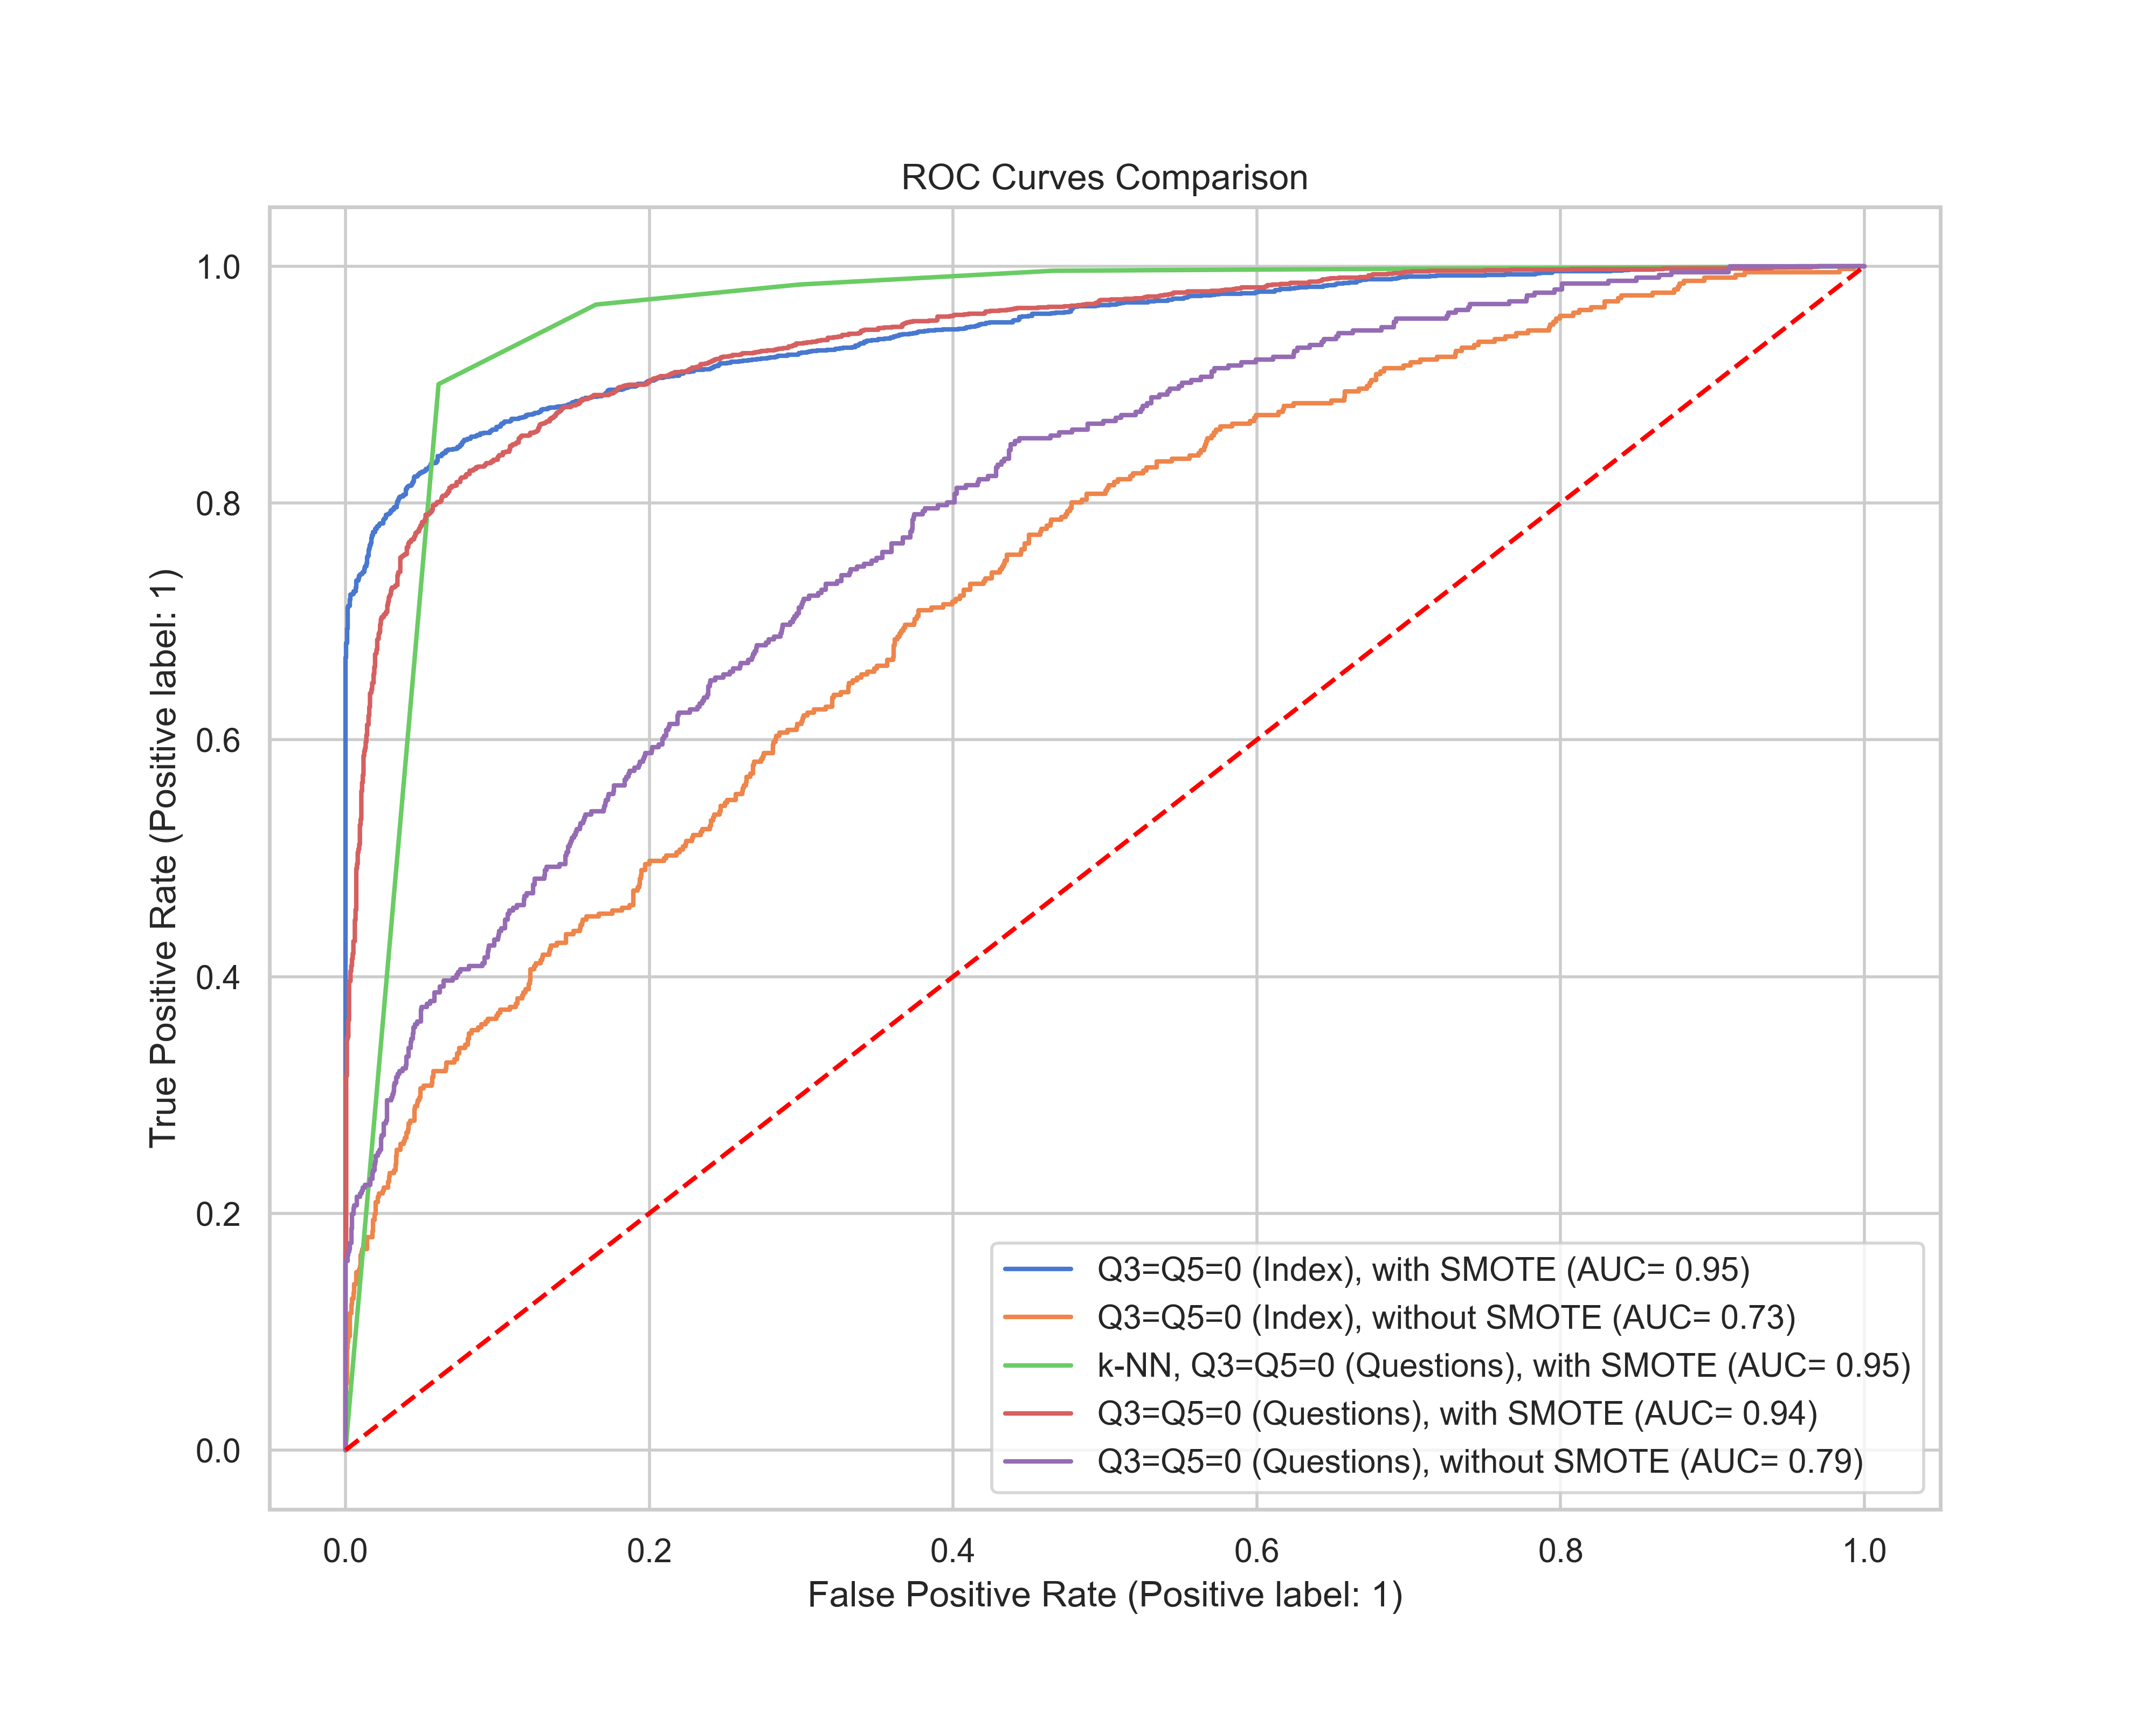 ROC Curves Comparison
True Positive Rate (Positive label: 1)
1.0
0.8
0.6
0.4
0.2
0.0
Q3=Q5=0 (Index), with SMOTE (AUC= 0.95)
Q3=Q5=0 (Index), without SMOTE (AUC= 0.73)
k-NN, Q3=Q5=0 (Questions), with SMOTE (AUC= 0.95)
Q3=Q5=0 (Questions), with SMOTE (AUC= 0.94)
Q3=Q5=0 (Questions), without SMOTE (AUC= 0.79)
0.0 0.2 0.4 0.6 0.8 1.0
False Positive Rate (Positive label: 1)